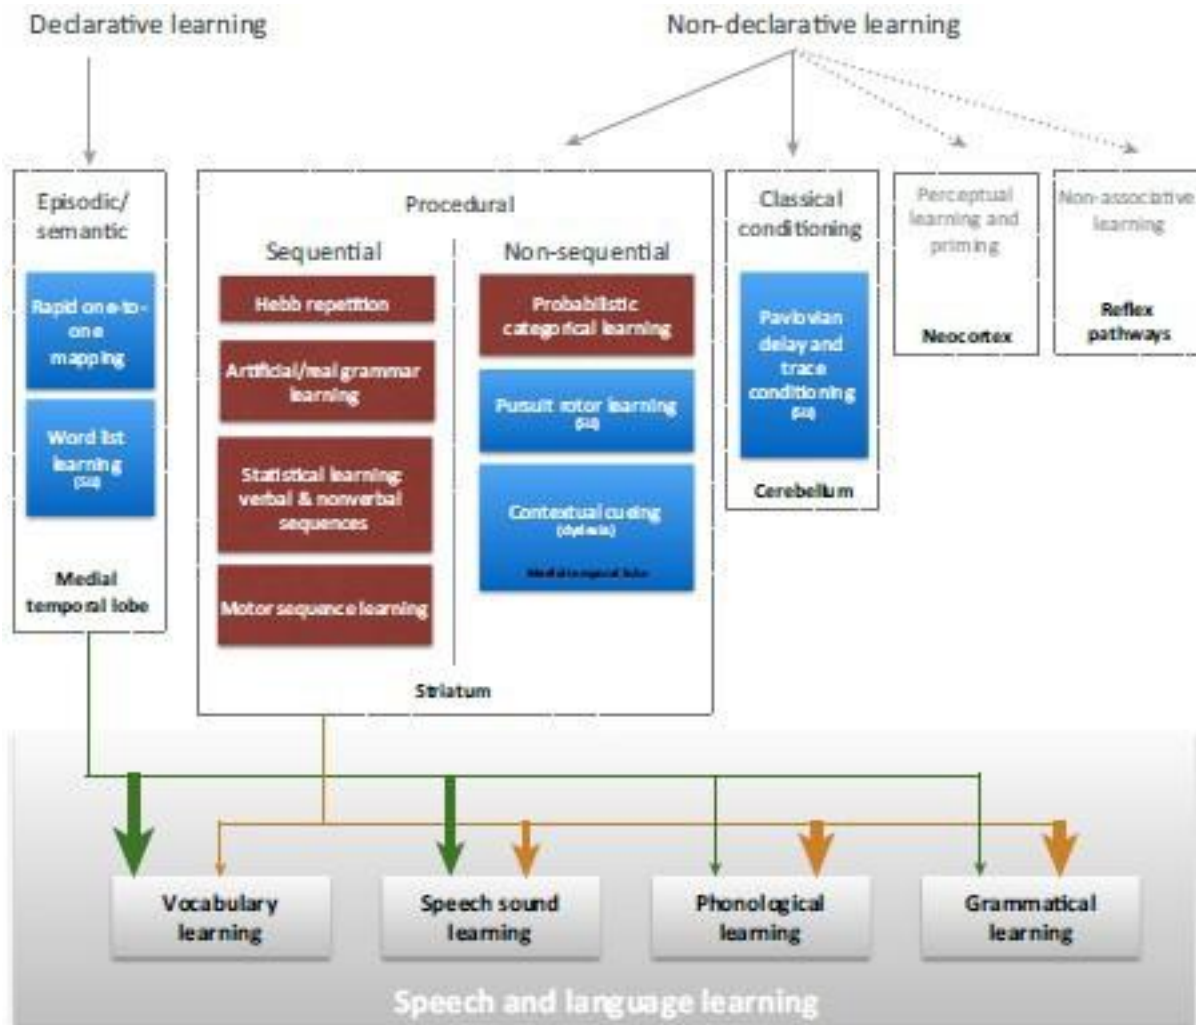 Declarative learning
Non-declarative learning
Episodic/
semantic
Rapid one-to-
one
mapping
Word list
learning
(SLI)
Medial
temporal lobe
Procedural
Sequential
Hebb repetition
Artificial/real grammar
learning
Statistical learning:
verbal & nonverbal
sequences
Motor sequence learning
Non-sequential
Probabilistic
categorical learning
Pursuit rotor learning
(SLI)
Contextual cueing
(dyslexia)
Medial temporal lobe
Striatum
Classical
conditioning
Pavlovian
delay and
trace
conditioning
(SLI)
Cerebellum
Perceptual
learning and
priming
Neocortex
Non-associative
learning
Reflex
pathways
Vocabulary
learning
Speech sound
learning
Phonological
learning
Grammatical
learning
Speech and language learning